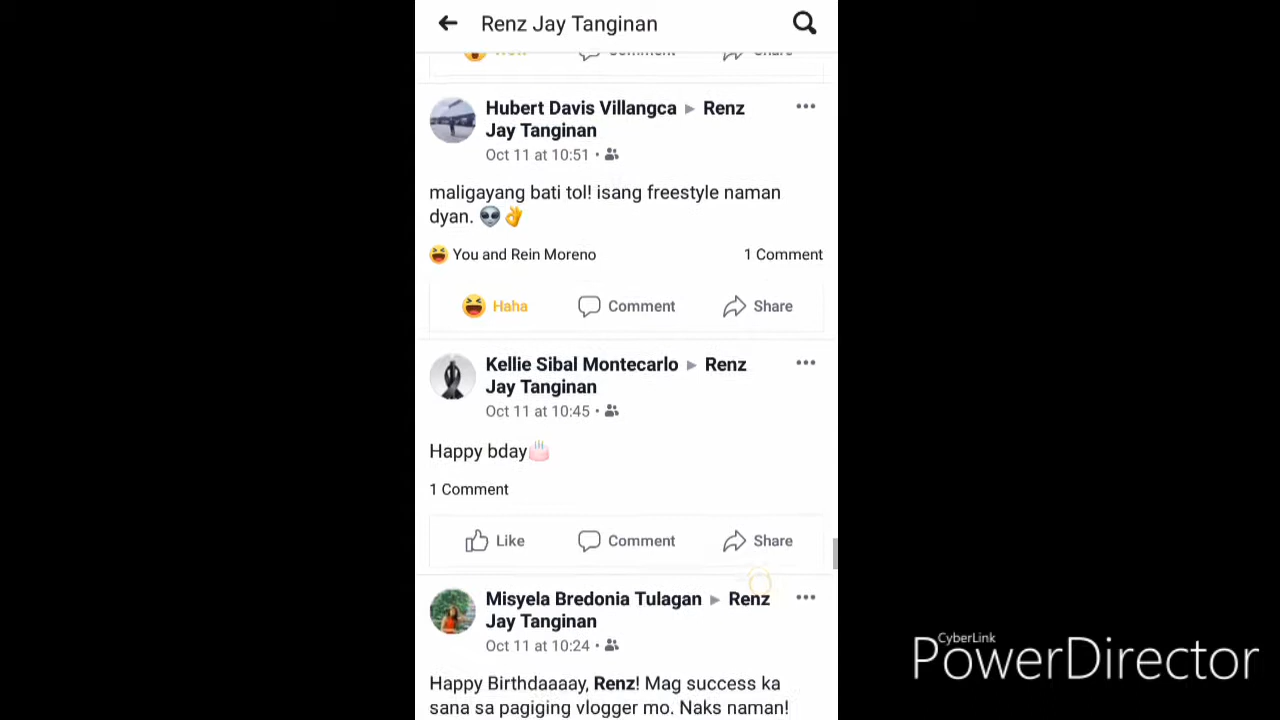 Renz Jay Tanginan
Wow Comment Share
Hubert Davis Villangca ▸ Renz
Jay Tanginan
Oct 11 at 10:51 ·
maligayang bati tol! isang freestyle naman
dyan. 👽👌
You and Rein Moreno 1 Comment
Haha Comment Share
Kellie Sibal Montecarlo ▸ Renz
Jay Tanginan
Oct 11 at 10:45 ·
Happy bday🎂
1 Comment
Like Comment Share
Misyela Bredonia Tulagan ▸ Renz
Jay Tanginan
Oct 11 at 10:24 ·
Happy Birthdaaaay, Renz! Mag success ka
sana sa pagiging vlogger mo. Naks naman!
CyberLink
PowerDirector